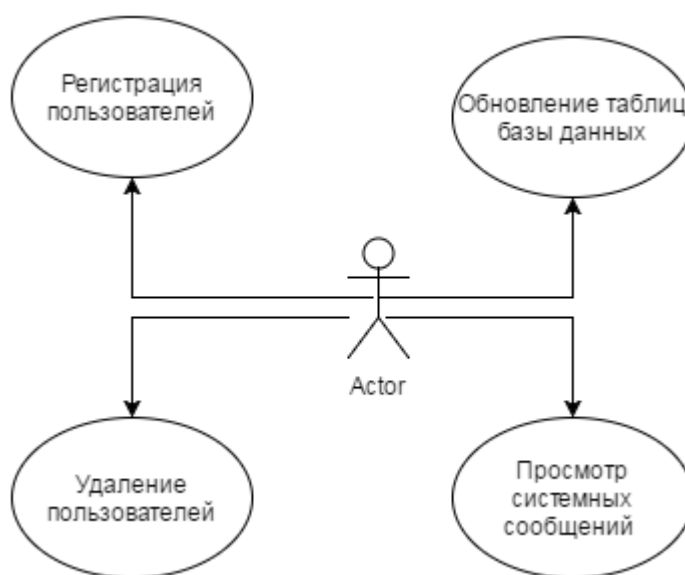 Регистрация
пользователей
Обновление таблиц
базы данных
Actor
Удаление
пользователей
Просмотр
системных
сообщений